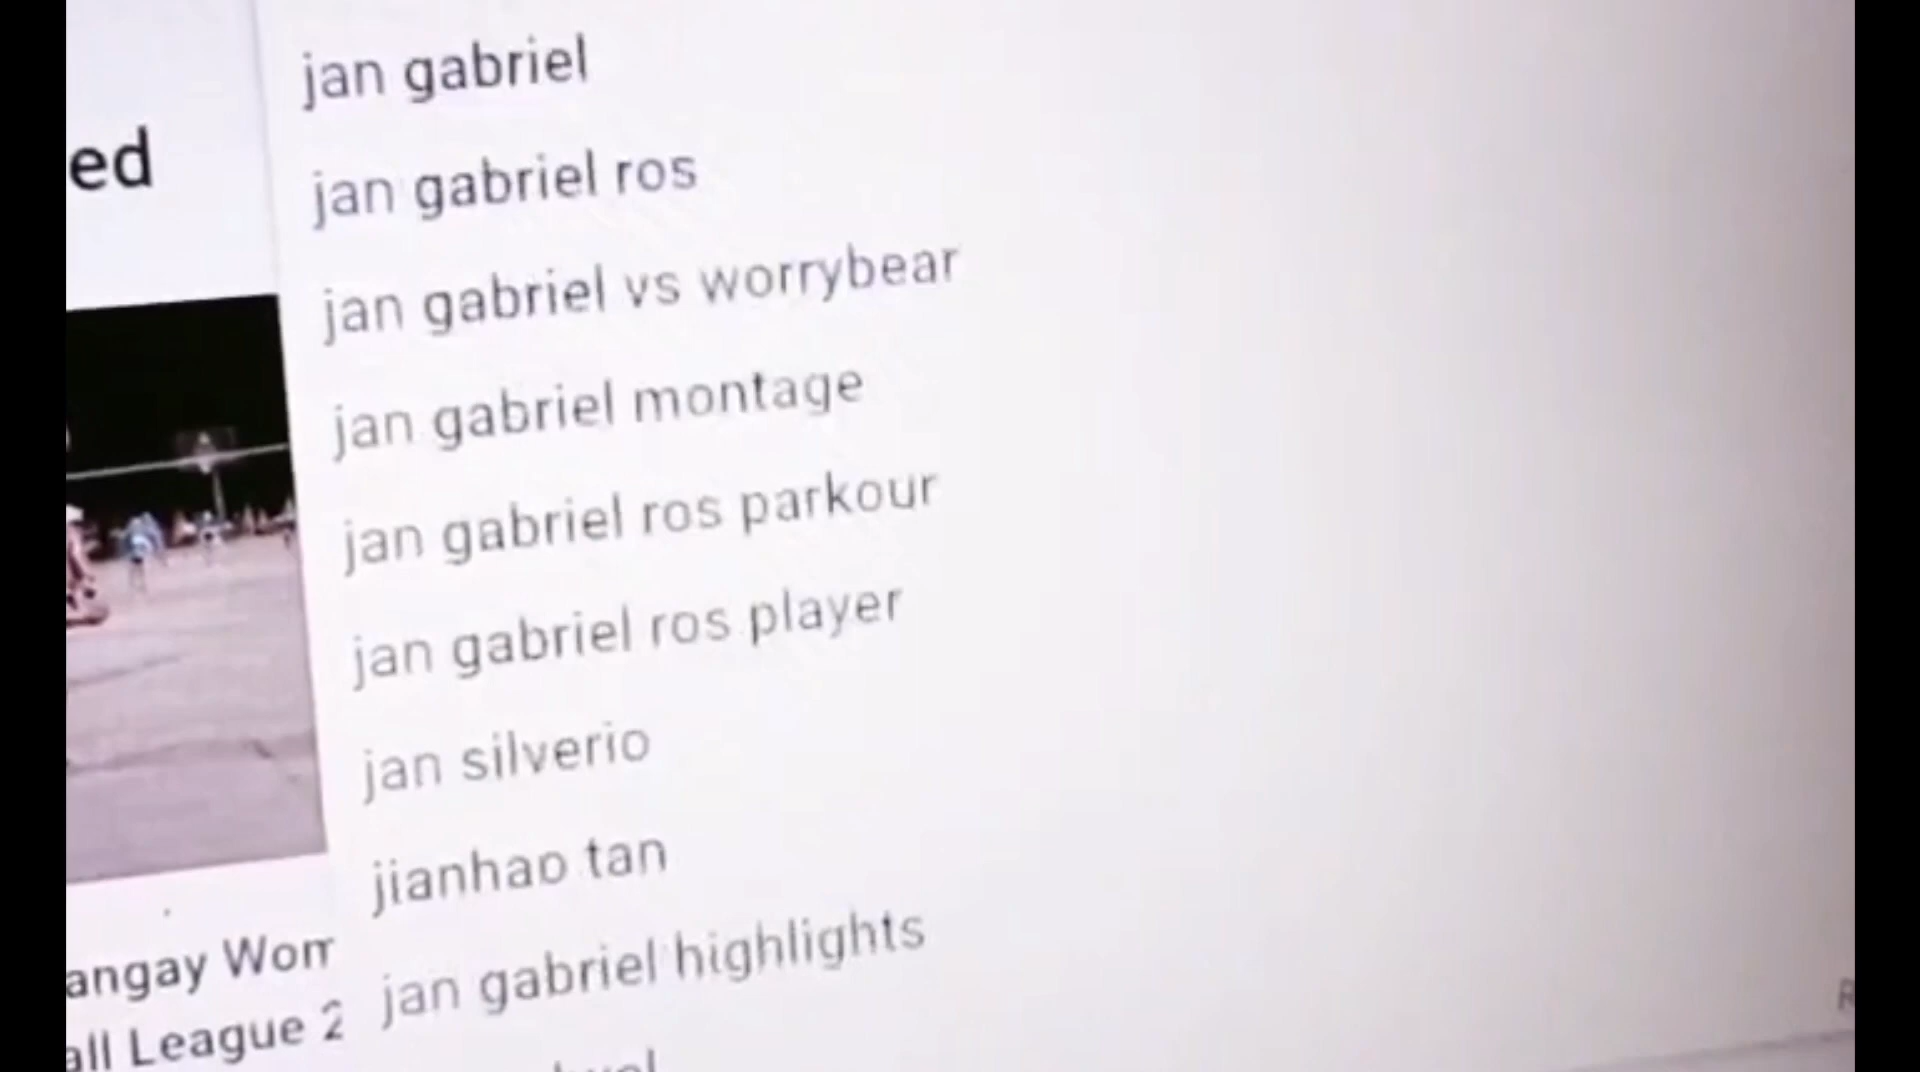 jan gabriel
ed
jan gabriel ros
jan gabriel vs worrybear
jan gabriel montage
jan gabriel ros parkour
jan gabriel ros player
jan silverio
jianhao tan
jan gabriel highlights
angay Wom
all League 2